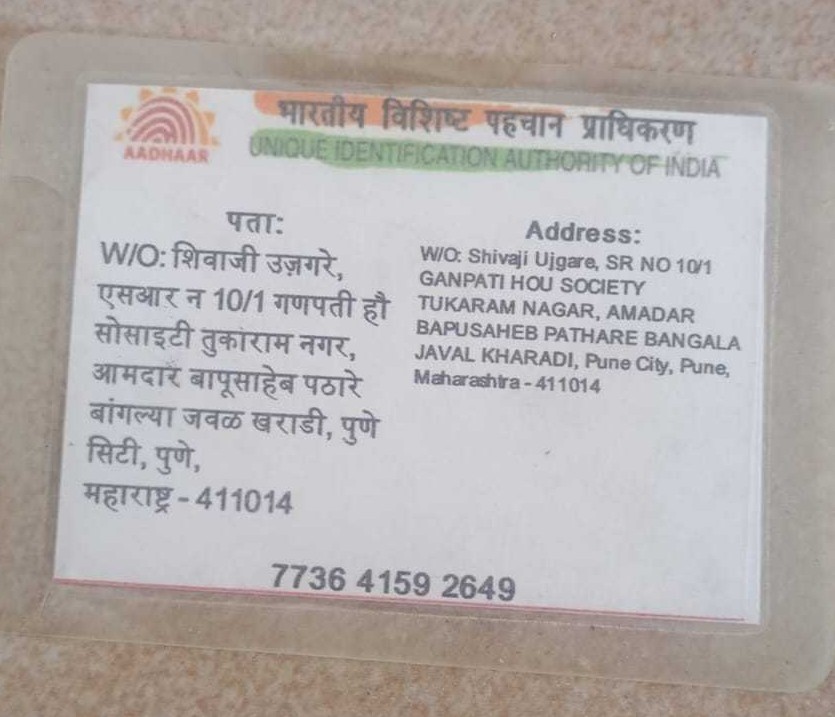 AADHAAR
भारतीय विशिष्ट पहचान प्राधिकरण
UNIQUE IDENTIFICATION AUTHORITY OF INDIA
पता:
W/O: शिवाजी उज़गरे,
एसआर न 10/1 गणपती हौ
सोसाइटी तुकाराम नगर,
आमदार बापूसाहेब पठारे
बांगल्या जवळ खराडी, पुणे
सिटी, पुणे,
महाराष्ट्र - 411014
Address:
W/O: Shivaji Ujgare, SR NO 10/1
GANPATI HOU SOCIETY
TUKARAM NAGAR, AMADAR
BAPUSAHEB PATHARE BANGALA
JAVAL KHARADI, Pune City, Pune,
Maharashtra - 411014
7736 4159 2649